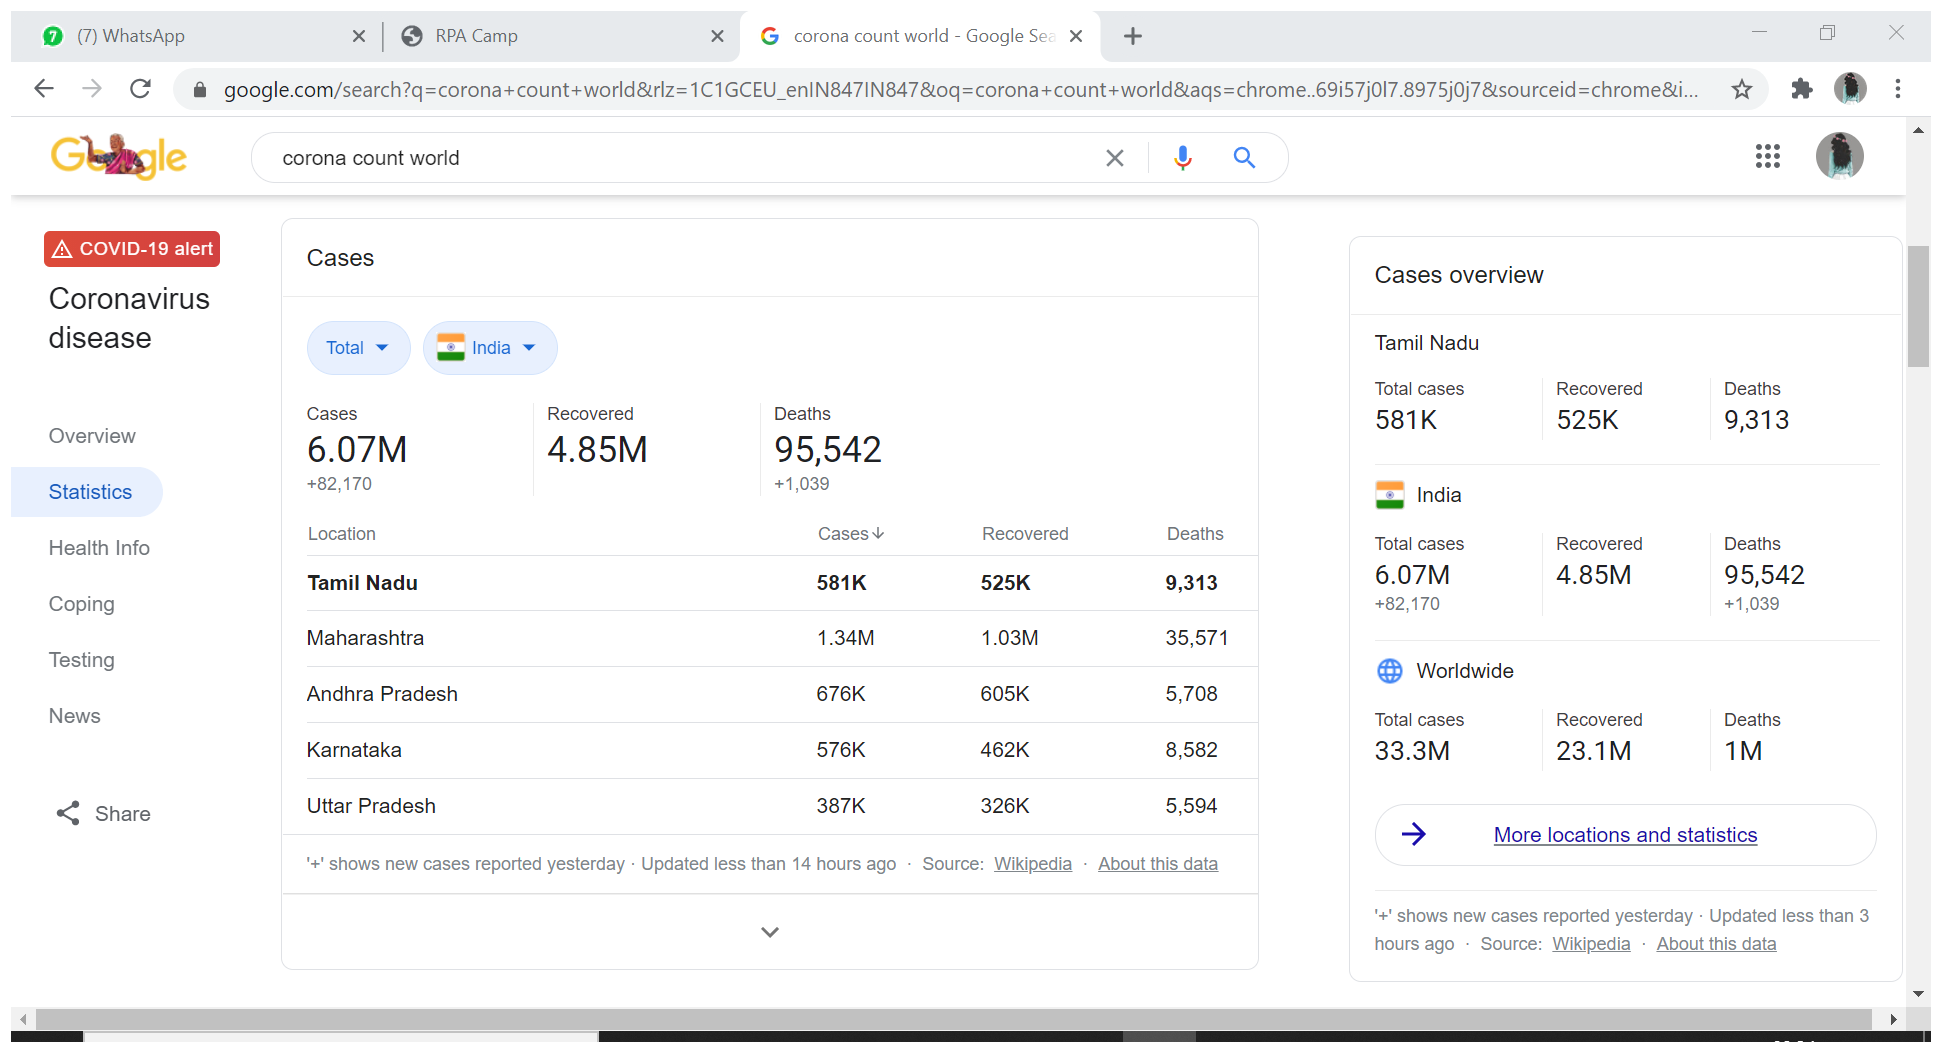 7 (7) WhatsApp
RPA Camp
corona count world - Google Sea
google.com/search?q=corona+count+world&rlz=1C1GCEU_enIN847IN847&oq=corona+count+world&aqs=chrome..69i57j0l7.8975j0j7&sourceid=chrome&i...
Google
corona count world
COVID-19 alert
Coronavirus
disease
Overview
Statistics
Health Info
Coping
Testing
News
Share
Cases
Total India
Cases Recovered Deaths
6.07M 4.85M 95,542
+82,170 +1,039
Location Cases Recovered Deaths
Tamil Nadu 581K 525K 9,313
Maharashtra 1.34M 1.03M 35,571
Andhra Pradesh 676K 605K 5,708
Karnataka 576K 462K 8,582
Uttar Pradesh 387K 326K 5,594
'+' shows new cases reported yesterday · Updated less than 14 hours ago · Source: Wikipedia · About this data
Cases overview
Tamil Nadu
Total cases Recovered Deaths
581K 525K 9,313
India
Total cases Recovered Deaths
6.07M 4.85M 95,542
+82,170 +1,039
Worldwide
Total cases Recovered Deaths
33.3M 23.1M 1M
More locations and statistics
'+' shows new cases reported yesterday · Updated less than 3
hours ago · Source: Wikipedia · About this data